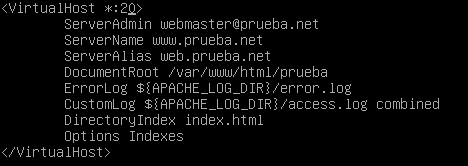 <VirtualHost *:20>
ServerAdmin webmaster@prueba.net
ServerName www.prueba.net
ServerAlias web.prueba.net
DocumentRoot /var/www/html/prueba
ErrorLog ${APACHE_LOG_DIR}/error.log
CustomLog ${APACHE_LOG_DIR}/access.log combined
DirectoryIndex index.html
Options Indexes
</VirtualHost>